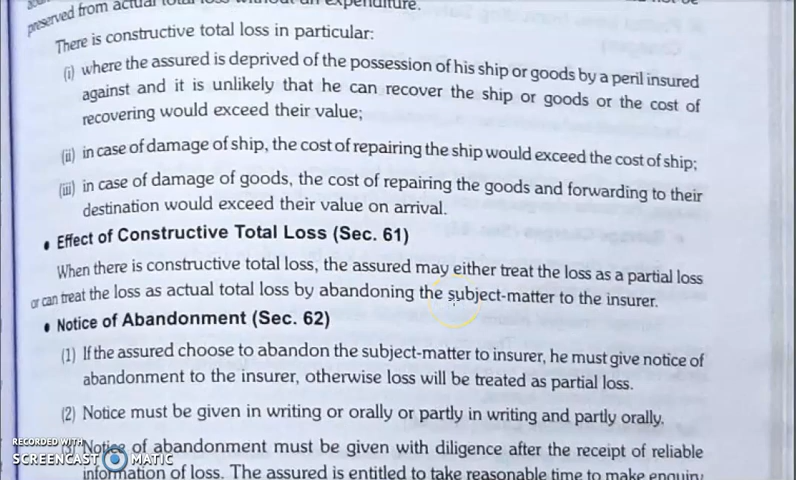 preserved from actual total loss without an expenditure.
There is constructive total loss in particular:
(i) where the assured is deprived of the possession of his ship or goods by a peril insured
against and it is unlikely that he can recover the ship or goods or the cost of
recovering would exceed their value;
(ii) in case of damage of ship, the cost of repairing the ship would exceed the cost of ship;
(iii) in case of damage of goods, the cost of repairing the goods and forwarding to their
destination would exceed their value on arrival.
• Effect of Constructive Total Loss (Sec. 61)
When there is constructive total loss, the assured may either treat the loss as a partial loss
or can treat the loss as actual total loss by abandoning the subject-matter to the insurer.
• Notice of Abandonment (Sec. 62)
(1) If the assured choose to abandon the subject-matter to insurer, he must give notice of
abandonment to the insurer, otherwise loss will be treated as partial loss.
(2) Notice must be given in writing or orally or partly in writing and partly orally.
(3) Notice of abandonment must be given with diligence after the receipt of reliable
information of loss. The assured is entitled to take reasonable time to make enquiry
RECORDED WITH
SCREENCAST MATIC